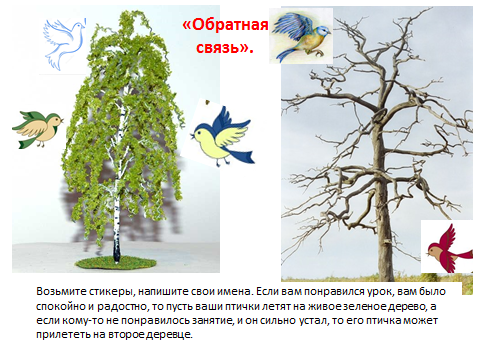 «Обратная
связь».
Возьмите стикеры, напишите свои имена. Если вам понравился урок, вам было
спокойно и радостно, то пусть ваши птички летят на живое зеленое дерево, а
если кому-то не понравилось занятие, и он сильно устал, то его птичка может
прилететь на второе деревце.